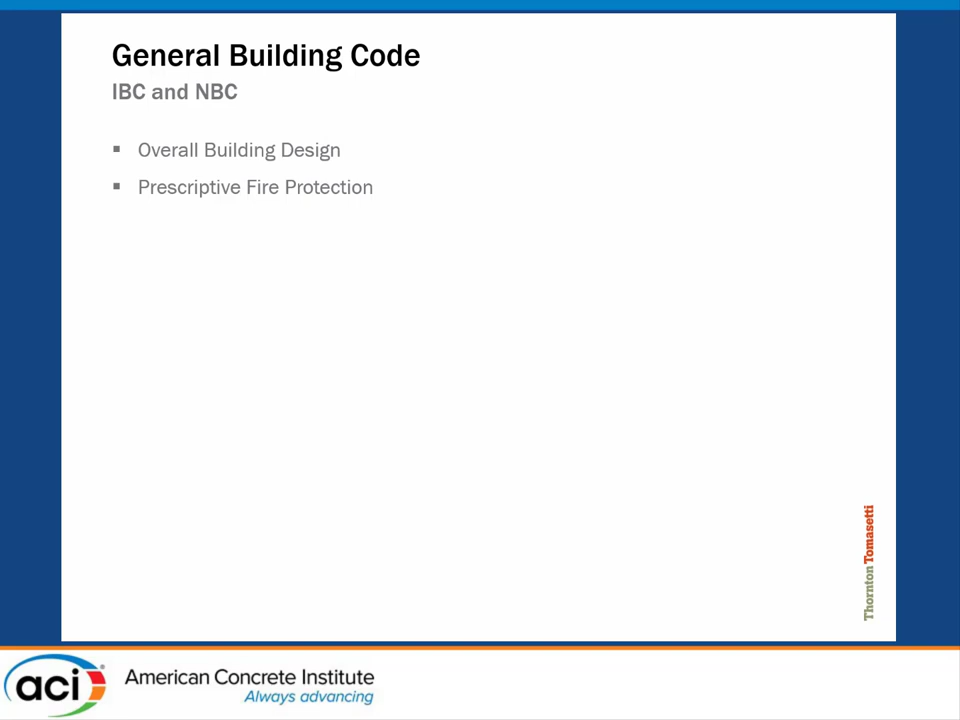 General Building Code
IBC and NBC
▪ Overall Building Design
▪ Prescriptive Fire Protection
Thornton Tomasetti
aci®
American Concrete Institute
Always advancing